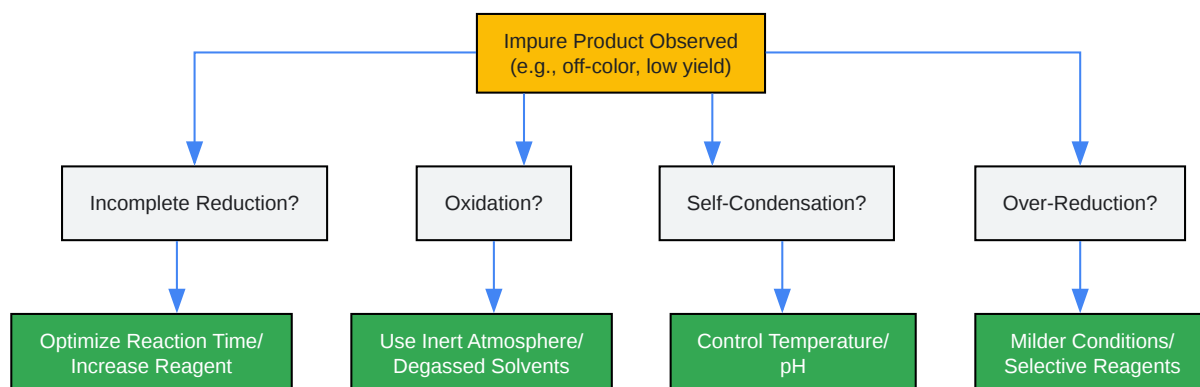 Impure Product Observed
(e.g., off-color, low yield)
Incomplete Reduction?
Oxidation?
Self-Condensation?
Over-Reduction?
Optimize Reaction Time/
Increase Reagent
Use Inert Atmosphere/
Degassed Solvents
Control Temperature/
pH
Milder Conditions/
Selective Reagents